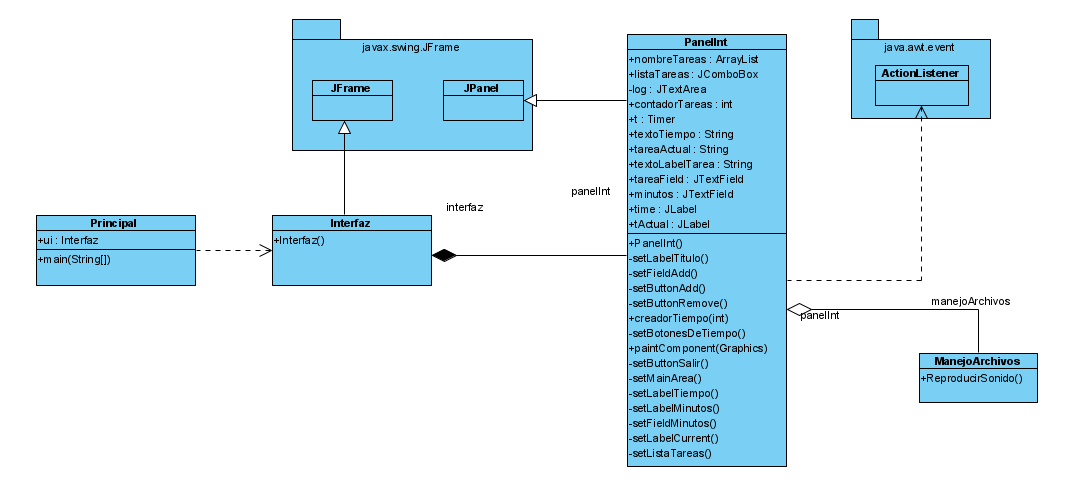 javax.swing.JFrame
JFrame
JPanel
PanelInt
+nombreTareas : ArrayList
+listaTareas : JComboBox
-log : JTextArea
+contadorTareas : int
+t : Timer
+textoTiempo : String
+tareaActual : String
+textoLabelTarea : String
+tareaField : JTextField
+minutos : JTextField
+time : JLabel
+tActual : JLabel
+PanelInt()
-setLabelTitulo()
-setFieldAdd()
-setButtonAdd()
-setButtonRemove()
+creadorTiempo(int)
-setBotonesDeTiempo()
+paintComponent(Graphics)
-setButtonSalir()
-setMainArea()
-setLabelTiempo()
-setLabelMinutos()
-setFieldMinutos()
-setLabelCurrent()
-setListaTareas()
java.awt.event
ActionListener
panelInt
interfaz
Principal
+ui : Interfaz
+main(String[])
Interfaz
+Interfaz()
manejoArchivos
panelInt
ManejoArchivos
+ReproducirSonido()